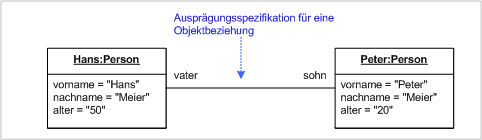 Ausprägungsspezifikation für eine
Objektbeziehung
Hans:Person
vorname = "Hans"
nachname = "Meier"
alter = "50"
vater
sohn
Peter:Person
vorname = "Peter"
nachname = "Meier"
alter = "20"